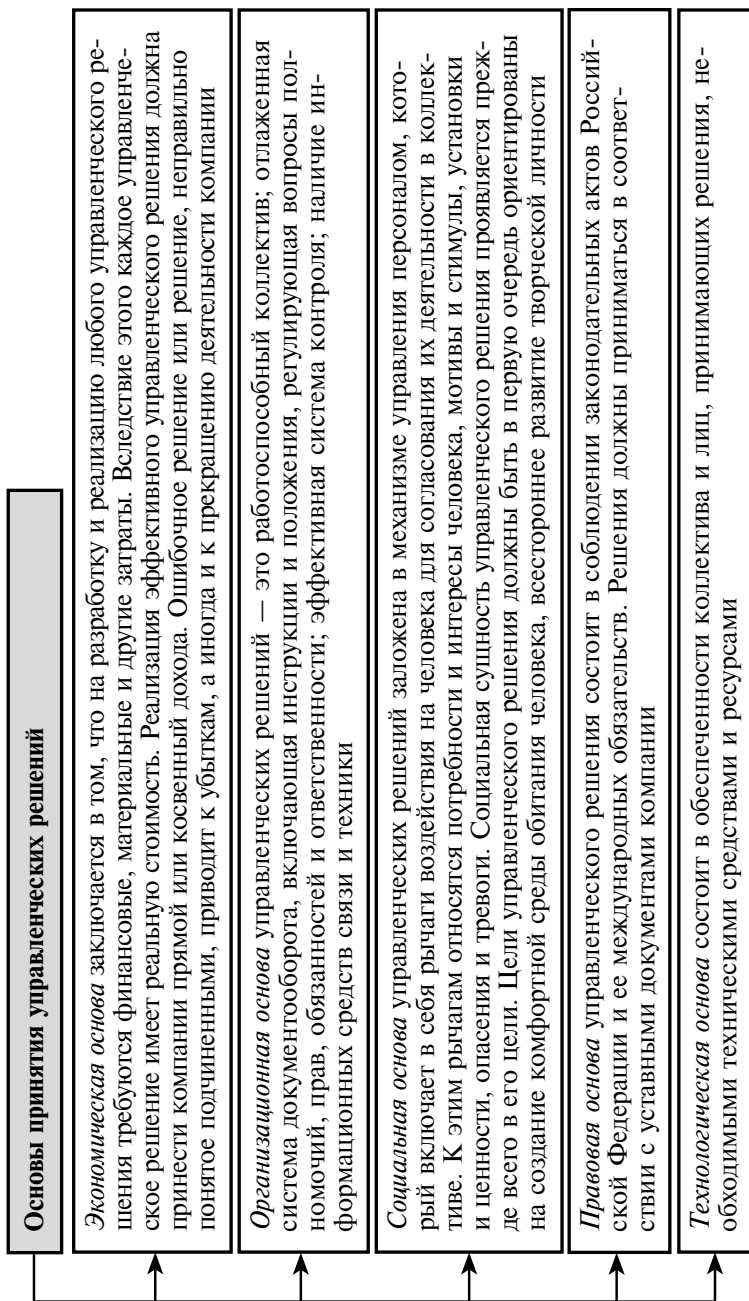 Основы принятия управленческих решений
Экономическая основа заключается в том, что на разработку и реализацию любого управленческого ре-
шения требуются финансовые, материальные и другие затраты. Вследствие этого каждое управленче-
ское решение имеет реальную стоимость. Реализация эффективного управленческого решения должна
принести компании прямой или косвенный дохода. Ошибочное решение или решение, неправильно
понятое подчиненными, приводит к убыткам, а иногда и к прекращению деятельности компании
Организационная основа управленческих решений — это работоспособный коллектив; отлаженная
система документооборота, включающая инструкции и положения, регулирующая вопросы пол-
номочий, прав, обязанностей и ответственности; эффективная система контроля; наличие ин-
формационных средств связи и техники
Социальная основа управленческих решений заложена в механизме управления персоналом, кото-
рый включает в себя рычаги воздействия на человека для согласования их деятельности в коллек-
тиве. К этим рычагам относятся потребности и интересы человека, мотивы и стимулы, установки
и ценности, опасения и тревоги. Социальная сущность управленческого решения проявляется преж-
де всего в его цели. Цели управленческого решения должны быть в первую очередь ориентированы
на создание комфортной среды обитания человека, всестороннее развитие творческой личности
Правовая основа управленческого решения состоит в соблюдении законодательных актов Россий-
ской Федерации и ее международных обязательств. Решения должны приниматься в соответ-
ствии с уставными документами компании
Технологическая основа состоит в обеспеченности коллектива и лиц, принимающих решения, не-
обходимыми техническими средствами и ресурсами